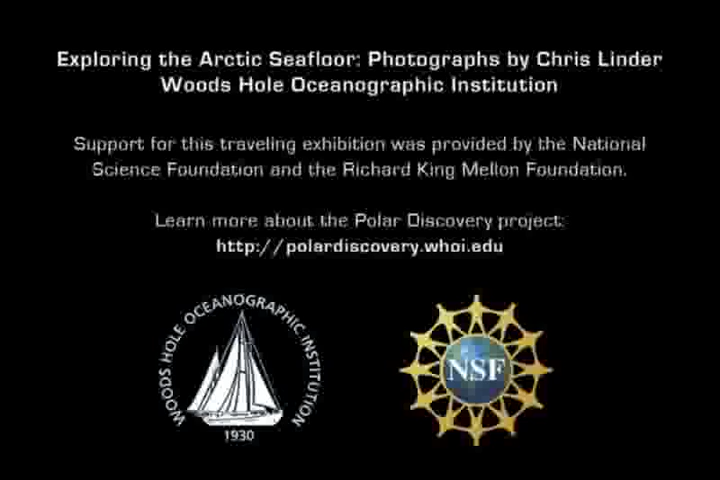 Exploring the Arctic Seafloor: Photographs by Chris Linder
Woods Hole Oceanographic Institution
Support for this traveling exhibition was provided by the National
Science Foundation and the Richard King Mellon Foundation.
Learn more about the Polar Discovery project:
http://polardiscovery.whoi.edu
WOODS HOLE OCEANOGRAPHIC INSTITUTION
1930
NSF